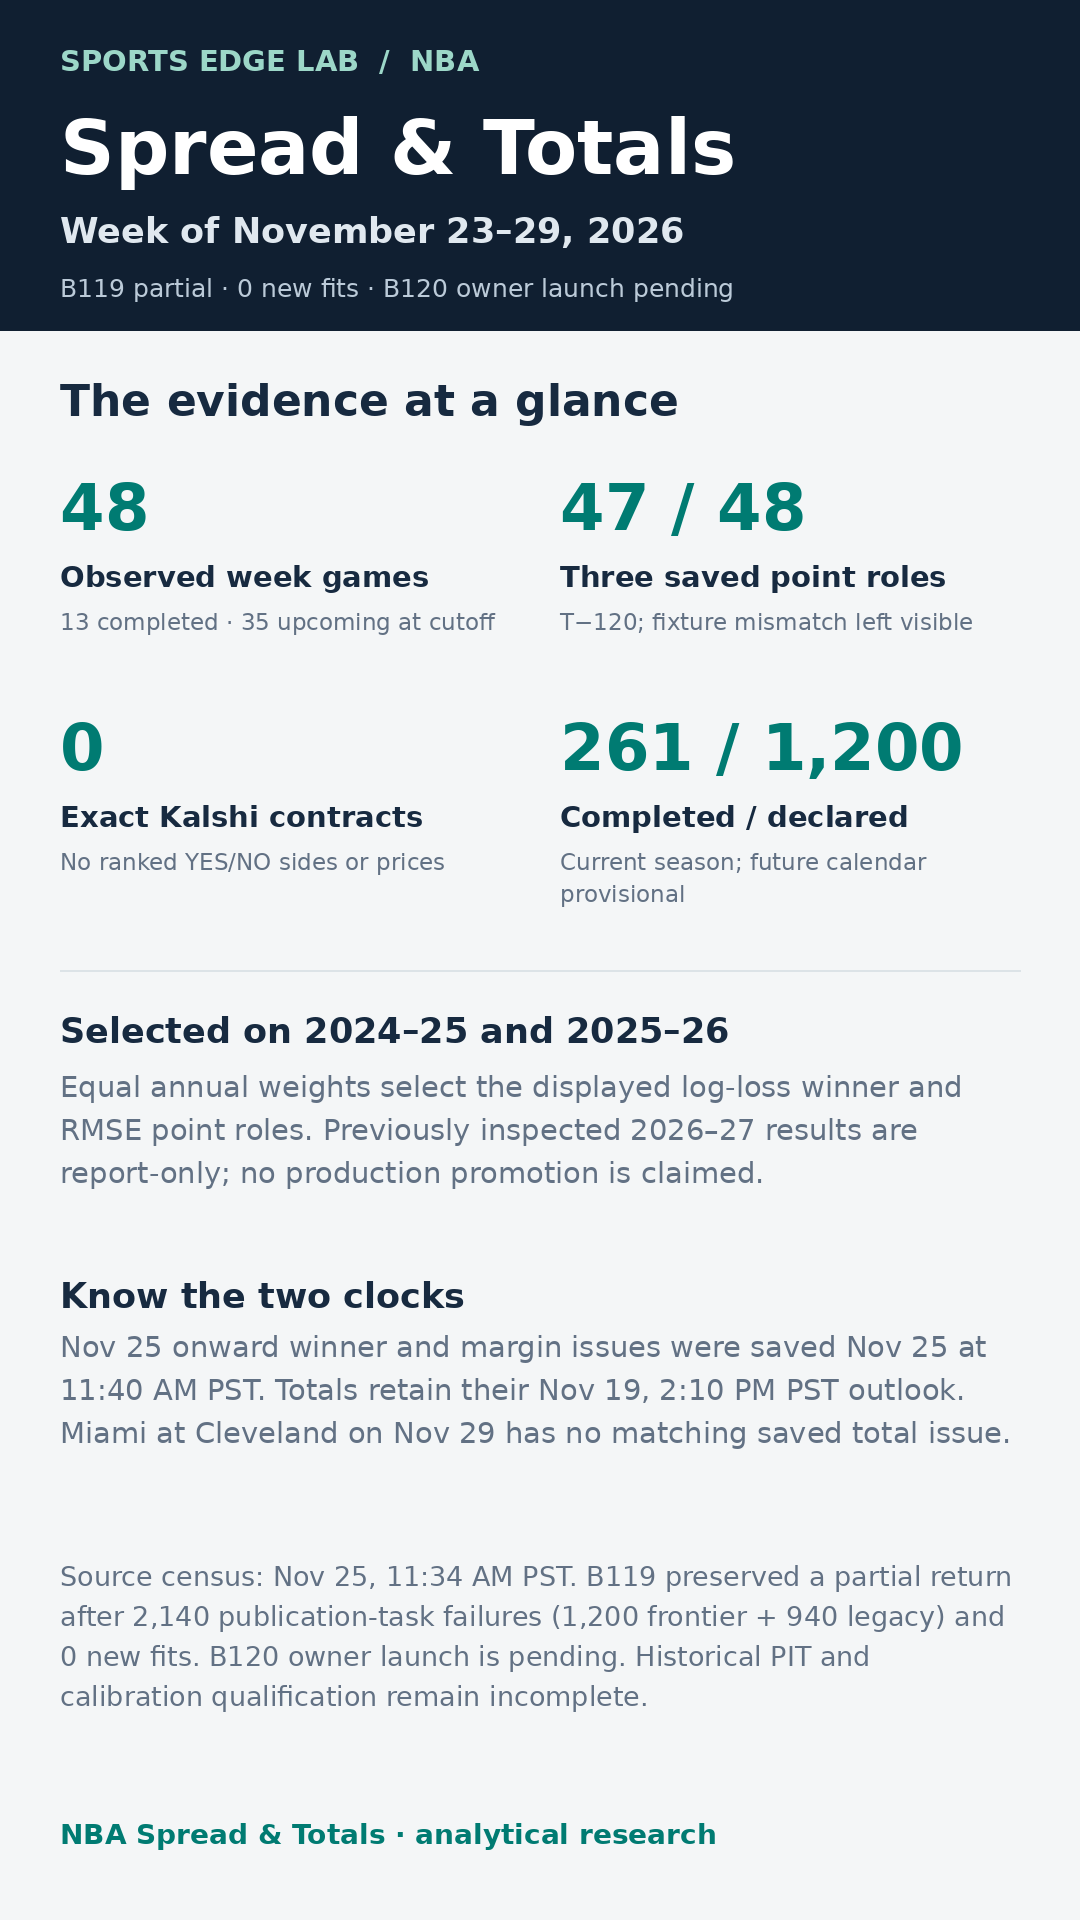 SPORTS EDGE LAB / NBA
Spread & Totals
Week of November 23–29, 2026
B119 partial · 0 new fits · B120 owner launch pending
The evidence at a glance
48
Observed week games
13 completed · 35 upcoming at cutoff
47 / 48
Three saved point roles
T−120; fixture mismatch left visible
0
Exact Kalshi contracts
No ranked YES/NO sides or prices
261 / 1,200
Completed / declared
Current season; future calendar
provisional
Selected on 2024–25 and 2025–26
Equal annual weights select the displayed log-loss winner and
RMSE point roles. Previously inspected 2026–27 results are
report-only; no production promotion is claimed.
Know the two clocks
Nov 25 onward winner and margin issues were saved Nov 25 at
11:40 AM PST. Totals retain their Nov 19, 2:10 PM PST outlook.
Miami at Cleveland on Nov 29 has no matching saved total issue.
Source census: Nov 25, 11:34 AM PST. B119 preserved a partial return
after 2,140 publication-task failures (1,200 frontier + 940 legacy) and
0 new fits. B120 owner launch is pending. Historical PIT and
calibration qualification remain incomplete.
NBA Spread & Totals · analytical research